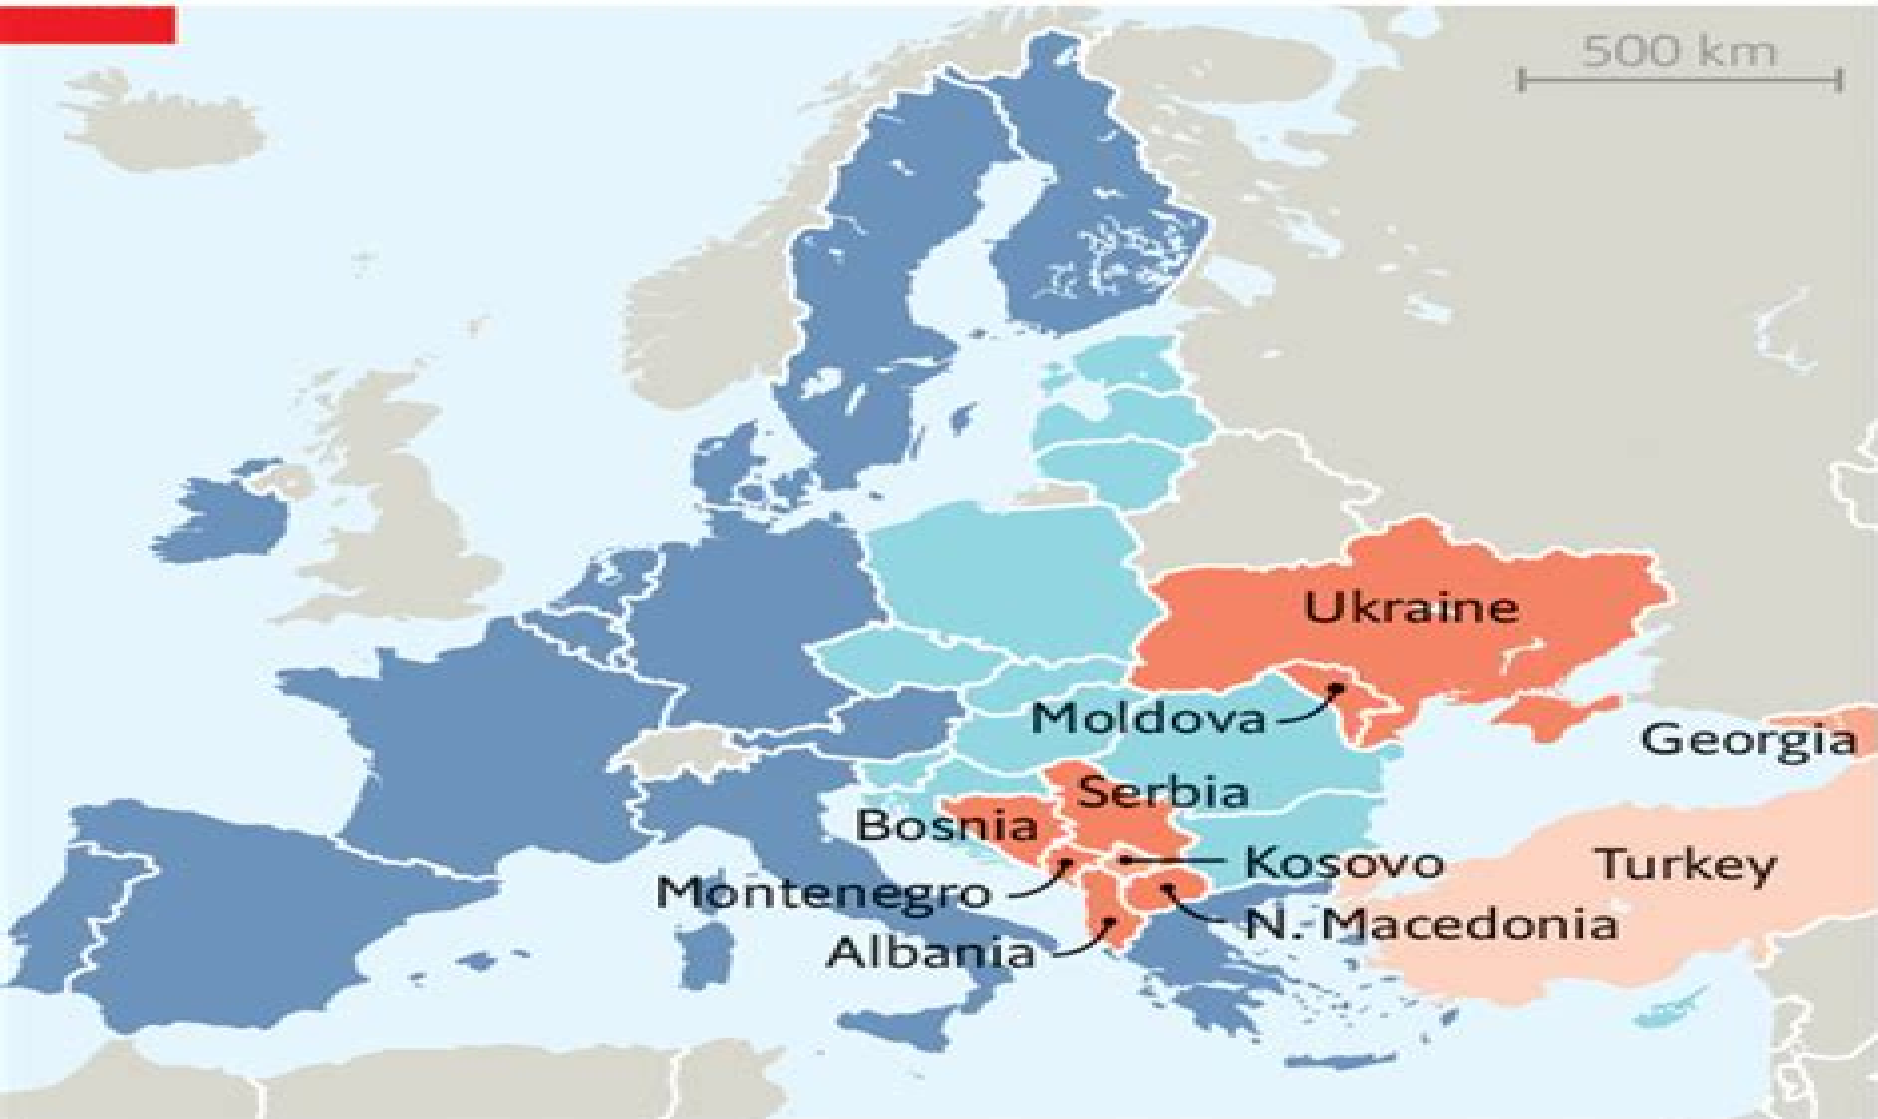 500 km
Ukraine
Moldova
Georgia
Serbia
Bosnia
Kosovo
Turkey
Montenegro
N. Macedonia
Albania